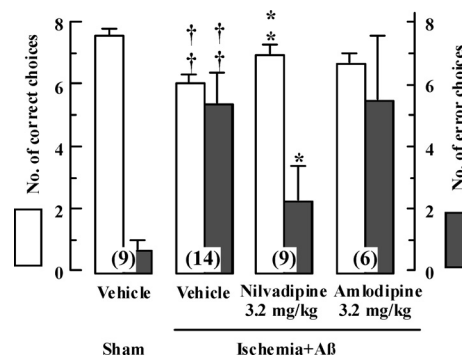 No. of correct choices
8
6
4
2
0
† †
† †
*
*
*
8
6
4
2
0
No. of error choices
(9) (14) (9) (6)
Vehicle Vehicle Nilvadipine Amlodipine
3.2 mg/kg 3.2 mg/kg
Sham Ischemia+Aß